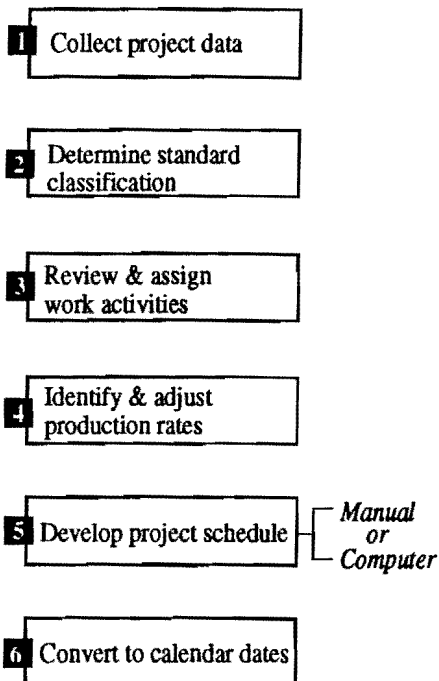 1 Collect project data
2 Determine standard
classification
3 Review & assign
work activities
4 Identify & adjust
production rates
5 Develop project schedule
Manual
or
Computer
6 Convert to calendar dates